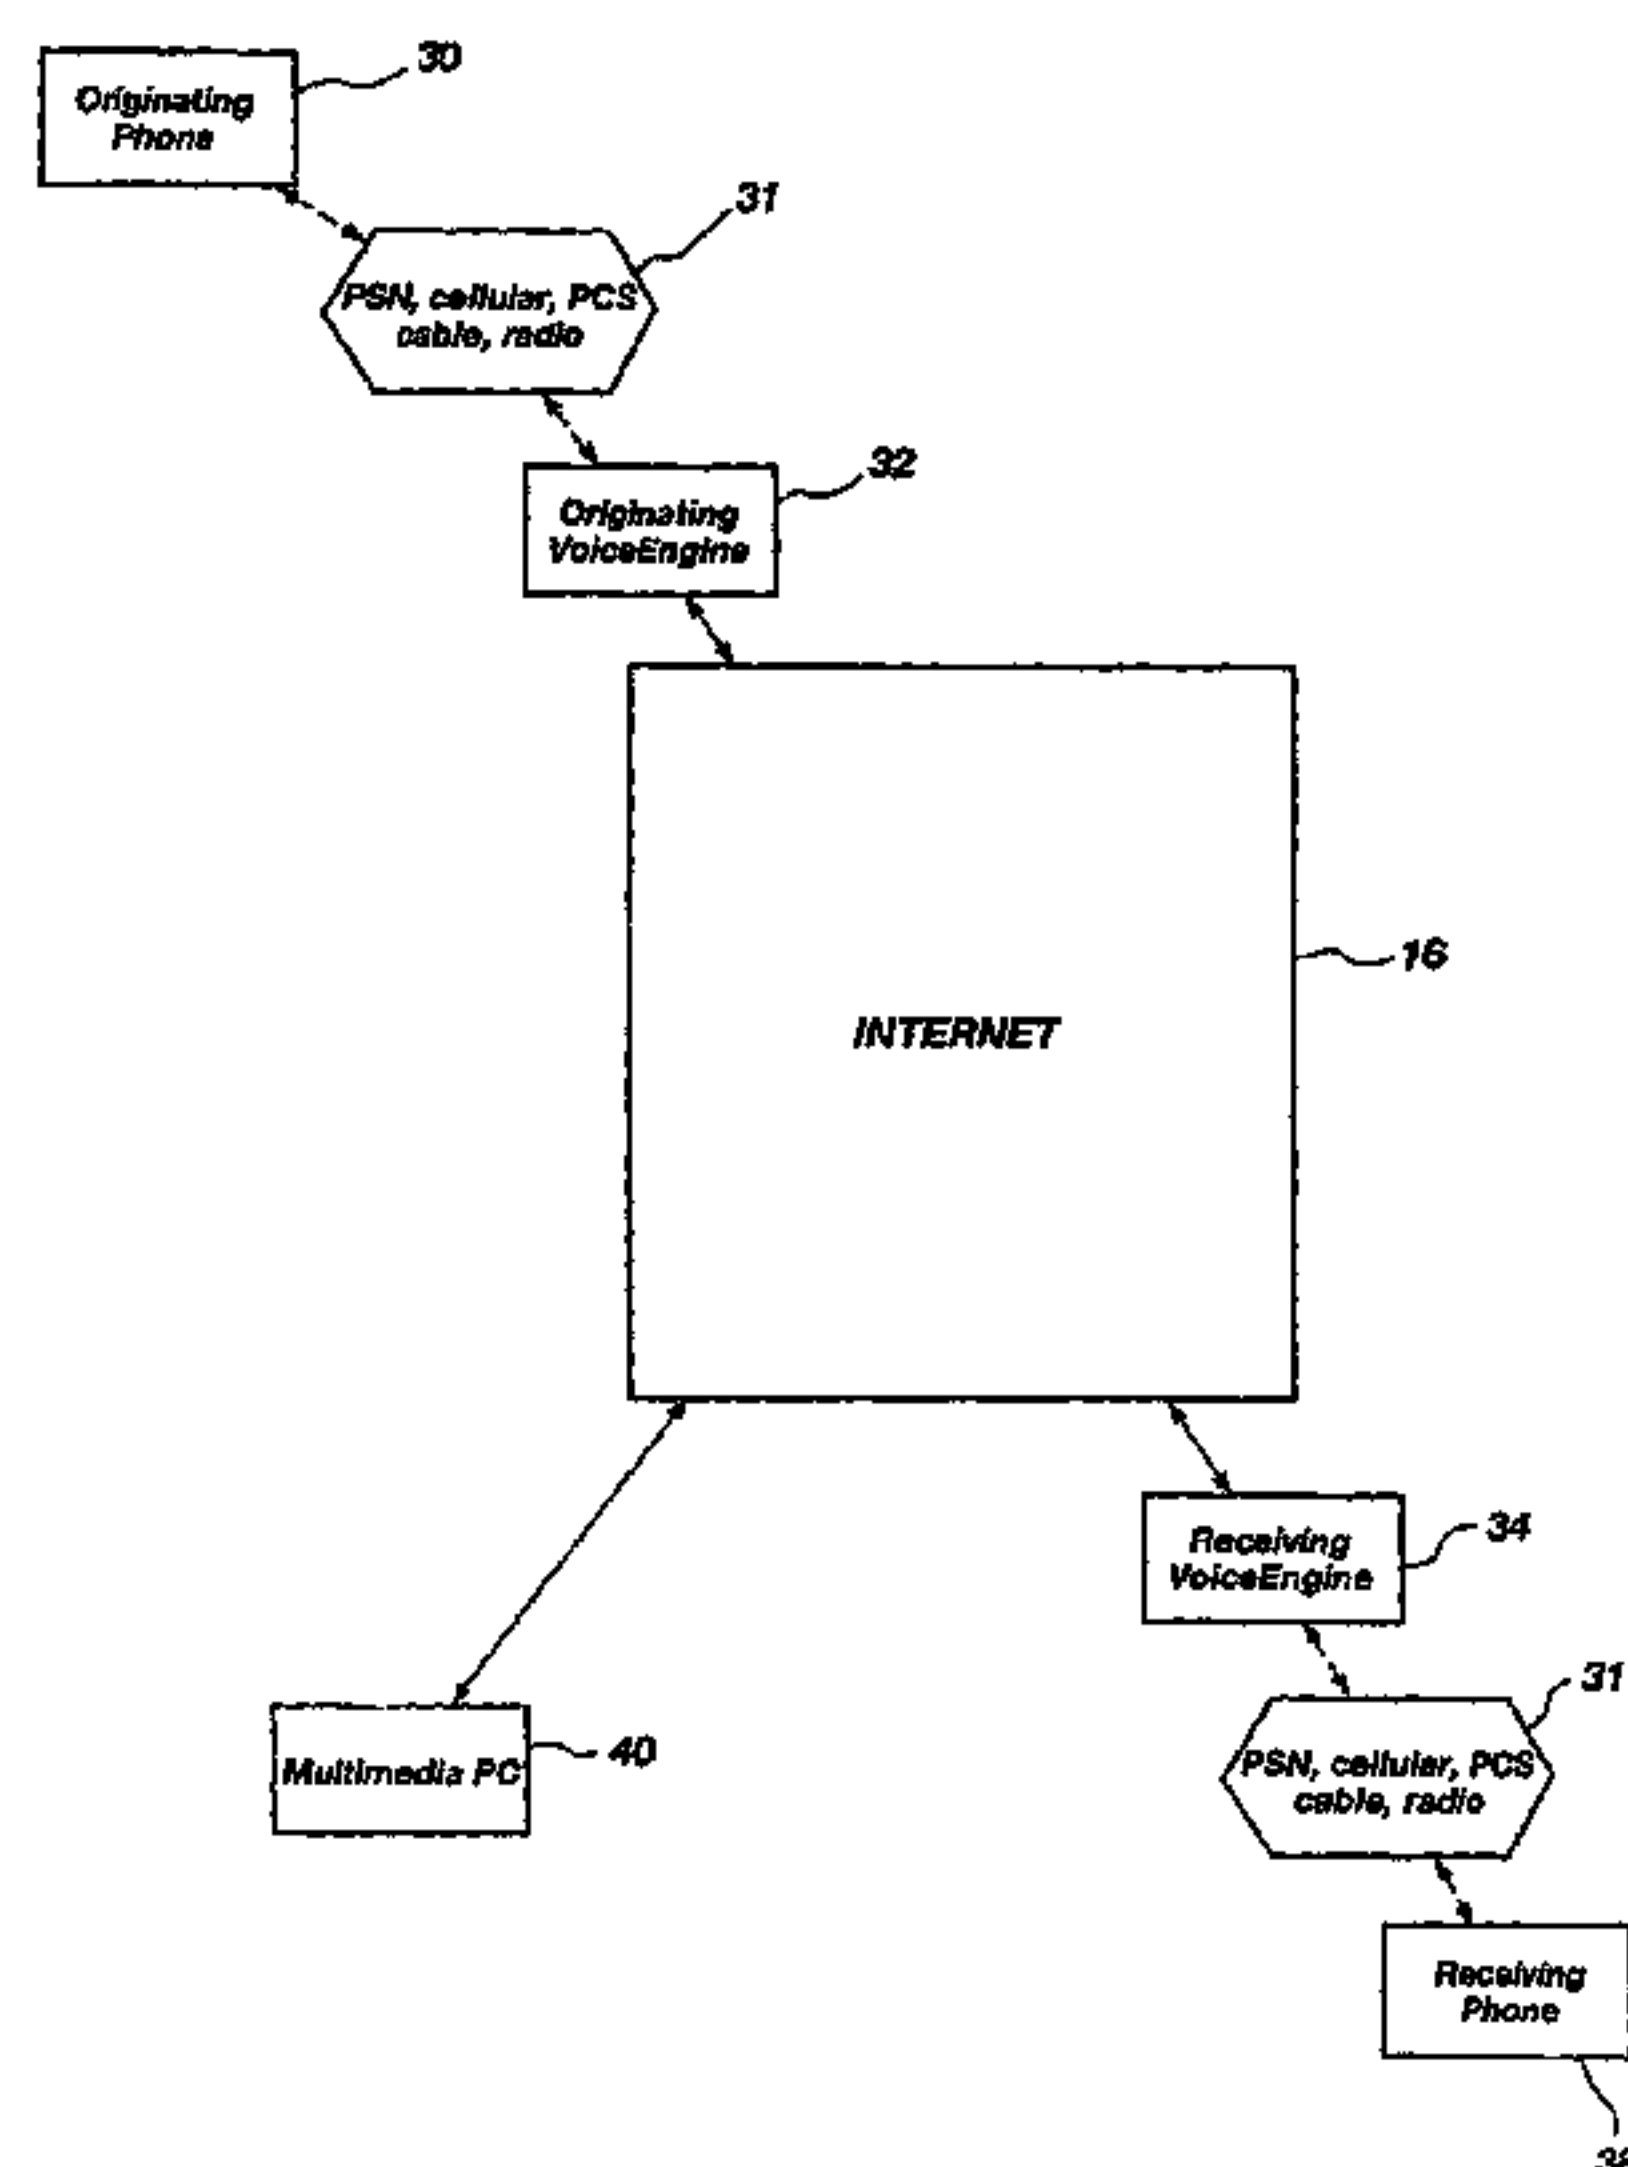 30
Originating
Phone
31
PSN, cellular, PCS
cable, radio
32
Originating
VoiceEngine
16
INTERNET
34
Receiving
VoiceEngine
31
PSN, cellular, PCS
cable, radio
40
Multimedia PC
Receiving
Phone